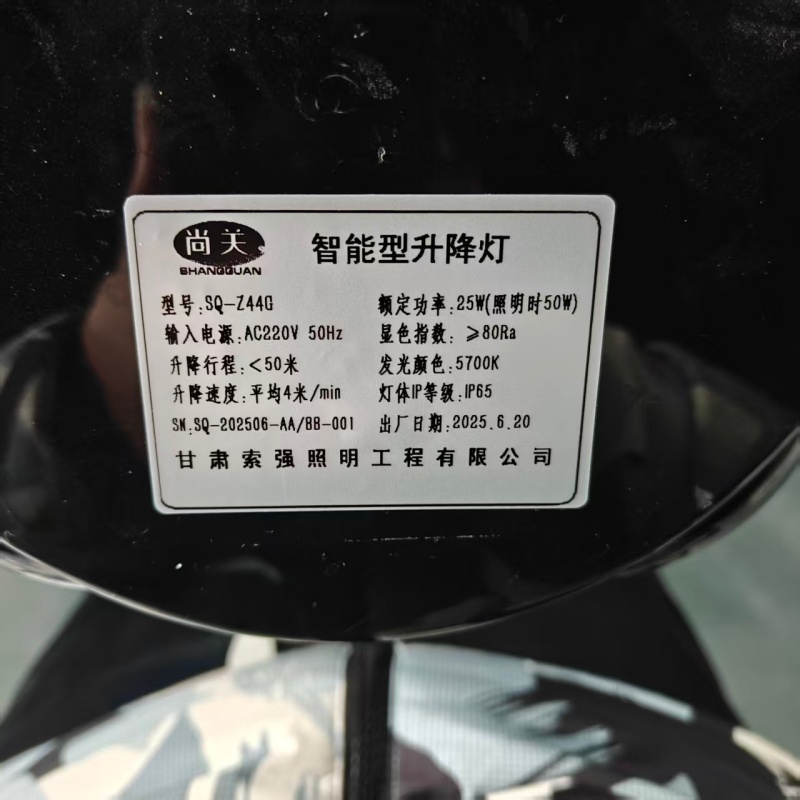 尚关
SHANGGUAN
智能型升降灯
型号:SQ-Z44G
额定功率:25W(照明时50W)
输入电源:AC220V 50Hz
显色指数: ≥80Ra
升降行程:<50米
发光颜色:5700K
升降速度:平均4米/min
灯体IP等级:IP65
SN:SQ-202506-AA/BB-001
出厂日期:2025.6.20
甘肃索强照明工程有限公司